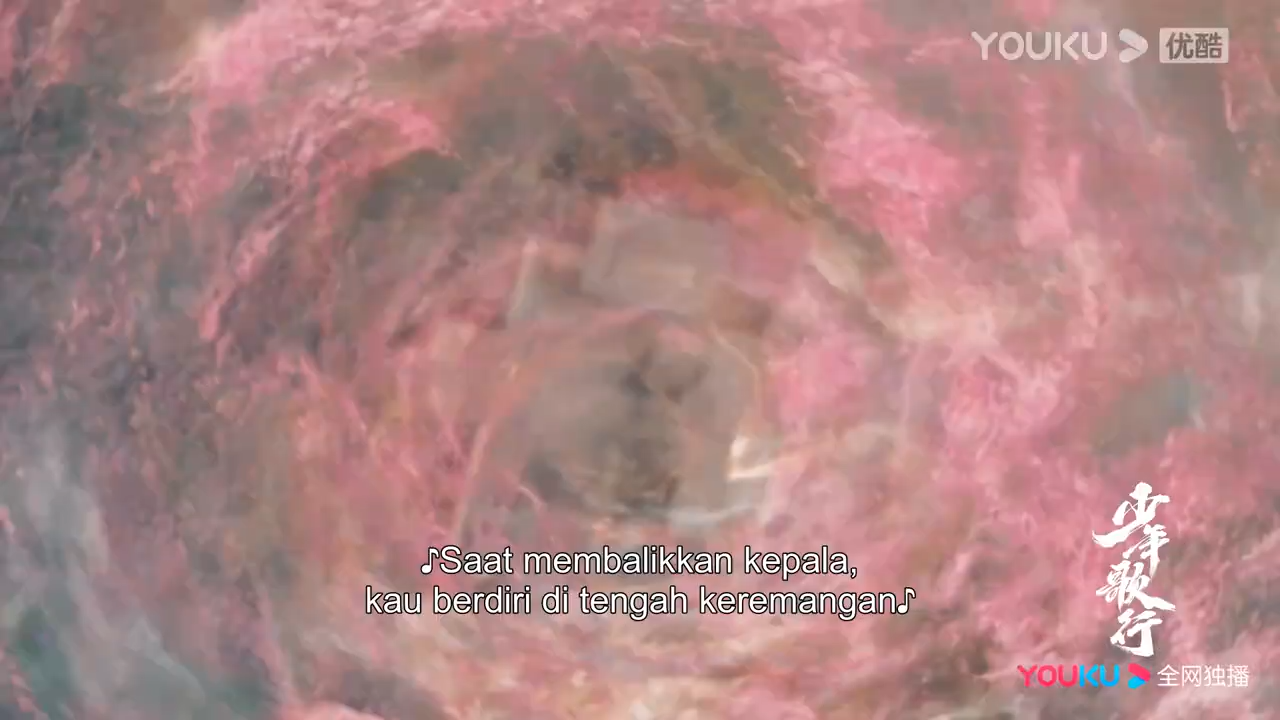 YOUKU 优酷
♪Saat membalikkan kepala,
kau berdiri di tengah keremangan♪
少年歌行
YOUKU 全网独播